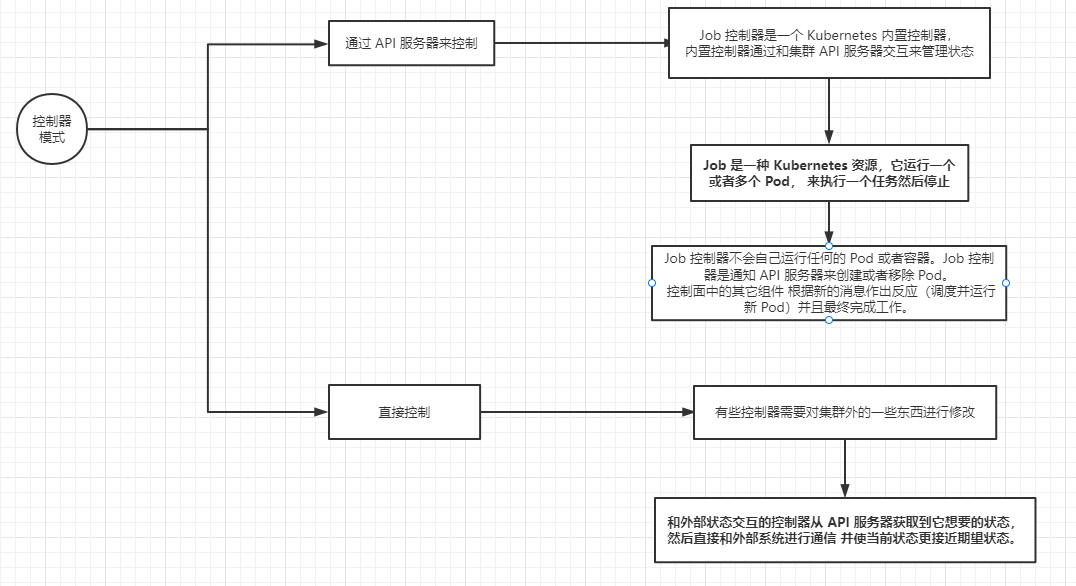 控制器
模式
通过 API 服务器来控制
Job 控制器是一个 Kubernetes 内置控制器，
内置控制器通过和集群 API 服务器交互来管理状态
Job 是一种 Kubernetes 资源，它运行一个
或者多个 Pod， 来执行一个任务然后停止
Job 控制器不会自己运行任何的 Pod 或者容器。Job 控制
器是通知 API 服务器来创建或者移除 Pod。
控制面中的其它组件 根据新的消息作出反应（调度并运行
新 Pod）并且最终完成工作。
直接控制
有些控制器需要对集群外的一些东西进行修改
和外部状态交互的控制器从 API 服务器获取到它想要的状态，
然后直接和外部系统进行通信 并使当前状态更接近期望状态。